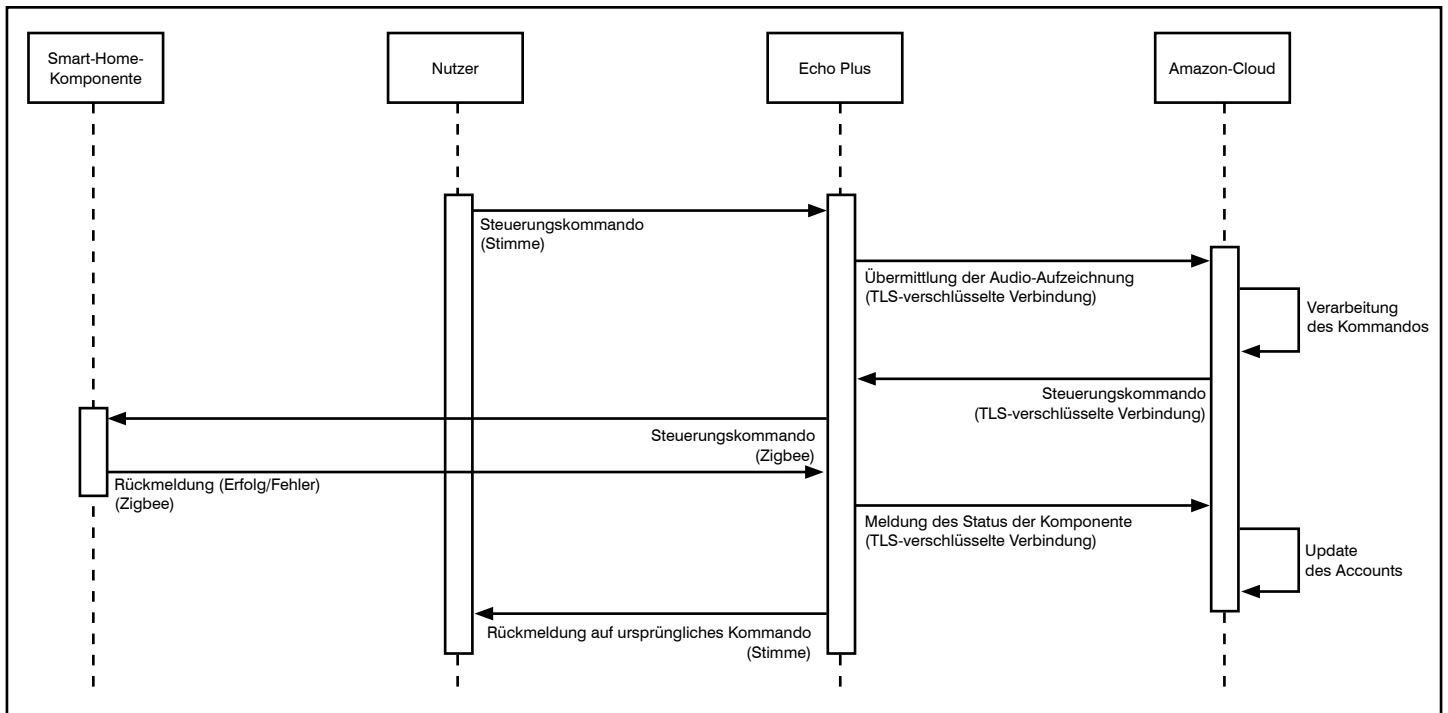 Smart-Home-
Komponente
Nutzer
Echo Plus
Amazon-Cloud
Steuerungskommando
(Stimme)
Übermittlung der Audio-Aufzeichnung
(TLS-verschlüsselte Verbindung)
Verarbeitung
des Kommandos
Steuerungskommando
(TLS-verschlüsselte Verbindung)
Steuerungskommando
(Zigbee)
Rückmeldung (Erfolg/Fehler)
(Zigbee)
Meldung des Status der Komponente
(TLS-verschlüsselte Verbindung)
Update
des Accounts
Rückmeldung auf ursprüngliches Kommando
(Stimme)